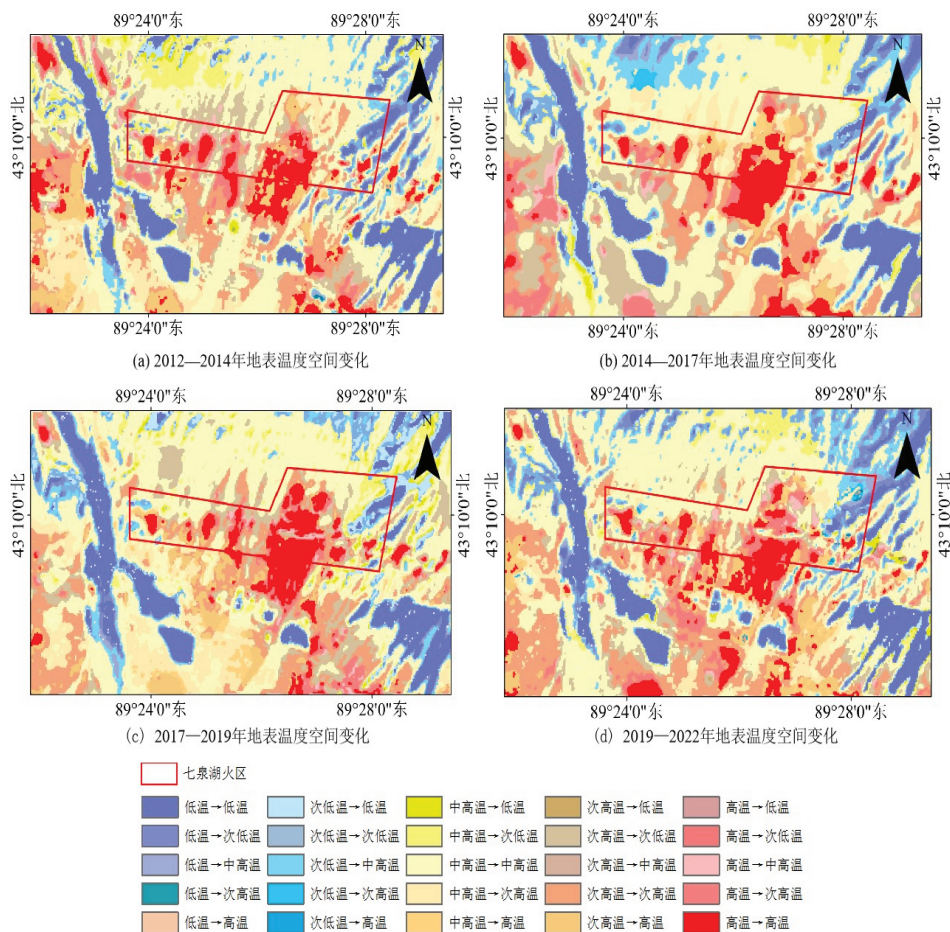 89°24'0"东 89°28'0"东 89°24'0"东 89°28'0"东
N N
43°10'0"北 43°10'0"北 43°10'0"北 43°10'0"北
89°24'0"东 89°28'0"东 89°24'0"东 89°28'0"东
(a) 2012—2014年地表温度空间变化 (b) 2014—2017年地表温度空间变化
89°24'0"东 89°28'0"东 89°24'0"东 89°28'0"东
N N
43°10'0"北 43°10'0"北 43°10'0"北 43°10'0"北
89°24'0"东 89°28'0"东 89°24'0"东 89°28'0"东
(c) 2017—2019年地表温度空间变化 (d) 2019—2022年地表温度空间变化
七泉湖火区
低温→低温 次低温→低温 中高温→低温 次高温→低温 高温→低温
低温→次低温 次低温→次低温 中高温→次低温 次高温→次低温 高温→次低温
低温→中高温 次低温→中高温 中高温→中高温 次高温→中高温 高温→中高温
低温→次高温 次低温→次高温 中高温→次高温 次高温→次高温 高温→次高温
低温→高温 次低温→高温 中高温→高温 次高温→高温 高温→高温